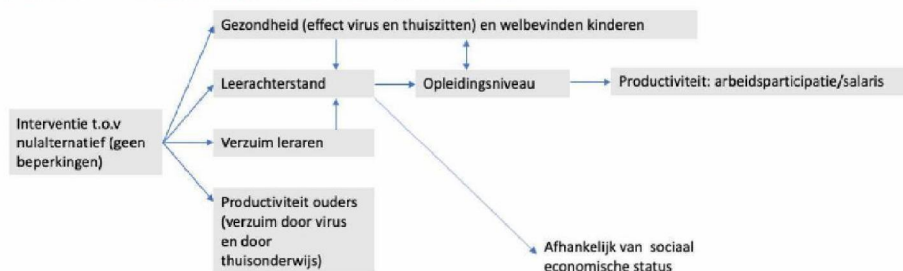 Gezondheid (effect virus en thuiszitten) en welbevinden kinderen
Leerachterstand
Opleidingsniveau
Productiviteit: arbeidsparticipatie/salaris
Interventie t.o.v
nulalternatief (geen
beperkingen)
Verzuim leraren
Productiviteit ouders
(verzuim door virus
en door
thuisonderwijs)
Afhankelijk van sociaal
economische status